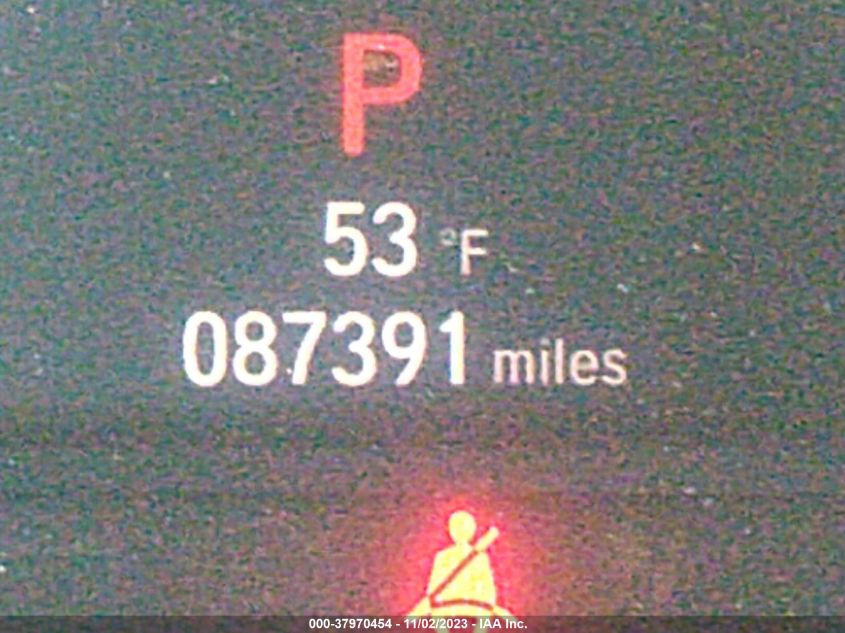 P
53 °F
087391 miles
000-37970454 - 11/02/2023 - IAA Inc.